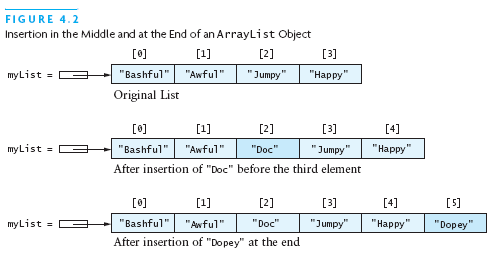 FIGURE 4.2
Insertion in the Middle and at the End of an ArrayList Object
[0] [1] [2] [3]
myList = "Bashful" "Awful" "Jumpy" "Happy"
Original List
[0] [1] [2] [3] [4]
myList = "Bashful" "Awful" "Doc" "Jumpy" "Happy"
After insertion of "Doc" before the third element
[0] [1] [2] [3] [4] [5]
myList = "Bashful" "Awful" "Doc" "Jumpy" "Happy" "Dopey"
After insertion of "Dopey" at the end